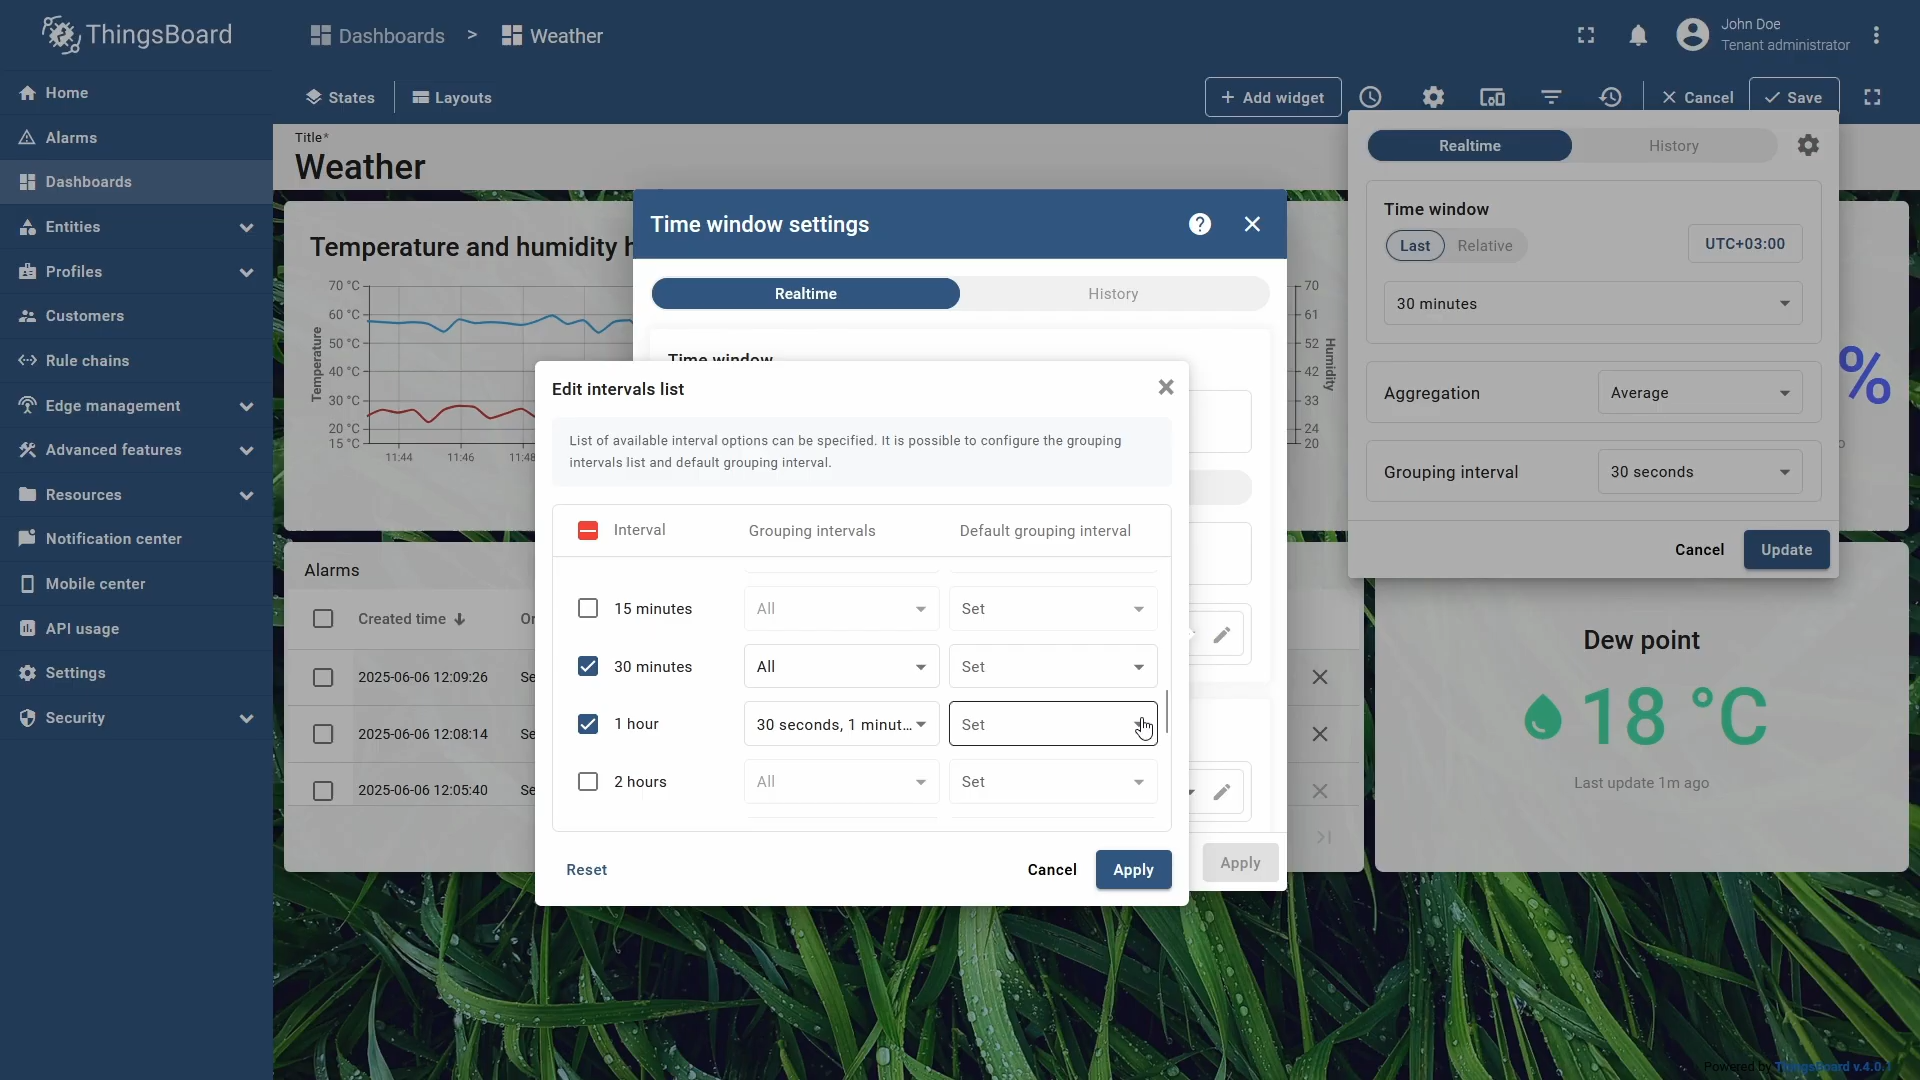 ThingsBoard
Dashboards > Weather
John Doe
Tenant administrator
Home
Alarms
Dashboards
Entities
Profiles
Customers
Rule chains
Edge management
Advanced features
Resources
Notification center
Mobile center
API usage
Settings
Security
States
Layouts
+ Add widget
Cancel
Save
Title*
Weather
Temperature and humidity
70 °C
60 °C
50 °C
40 °C
30 °C
20 °C
15 °C
Temperature
11:44
11:46
11:48
70
61
52
42
33
24
20
Humidity
%
Alarms
Created time
2025-06-06 12:09:26
2025-06-06 12:08:14
2025-06-06 12:05:40
Dew point
18 °C
Last update 1m ago
Time window settings
Realtime
History
Time window
Apply
Edit intervals list
List of available interval options can be specified. It is possible to configure the grouping
intervals list and default grouping interval.
Interval
Grouping intervals
Default grouping interval
15 minutes
All
Set
30 minutes
All
Set
1 hour
30 seconds, 1 minut...
Set
2 hours
All
Set
Reset
Cancel
Apply
Realtime
History
Time window
Last
Relative
UTC+03:00
30 minutes
Aggregation
Average
Grouping interval
30 seconds
Cancel
Update
Powered by Thingsboard v.4.0.1